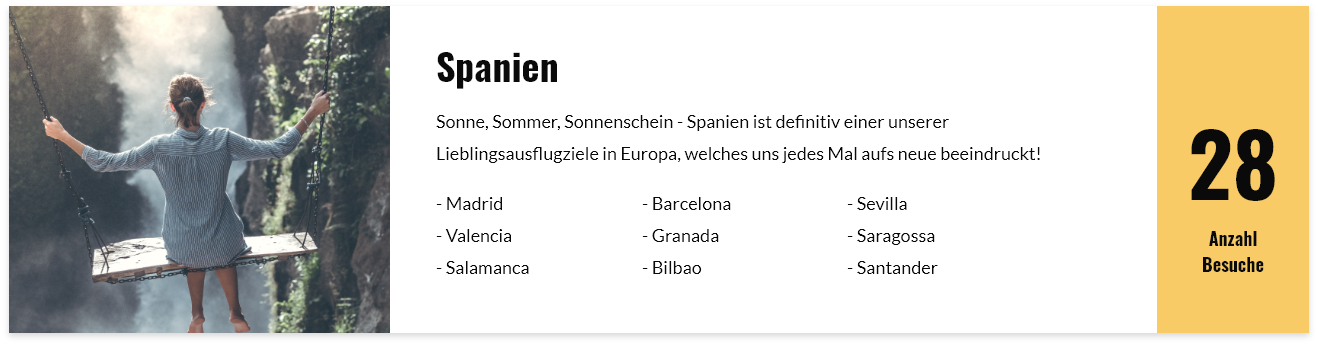 Spanien
Sonne, Sommer, Sonnenschein - Spanien ist definitiv einer unserer
Lieblingsausflugziele in Europa, welches uns jedes Mal aufs neue beeindruckt!
- Madrid - Barcelona - Sevilla
- Valencia - Granada - Saragossa
- Salamanca - Bilbao - Santander
28
Anzahl
Besuche